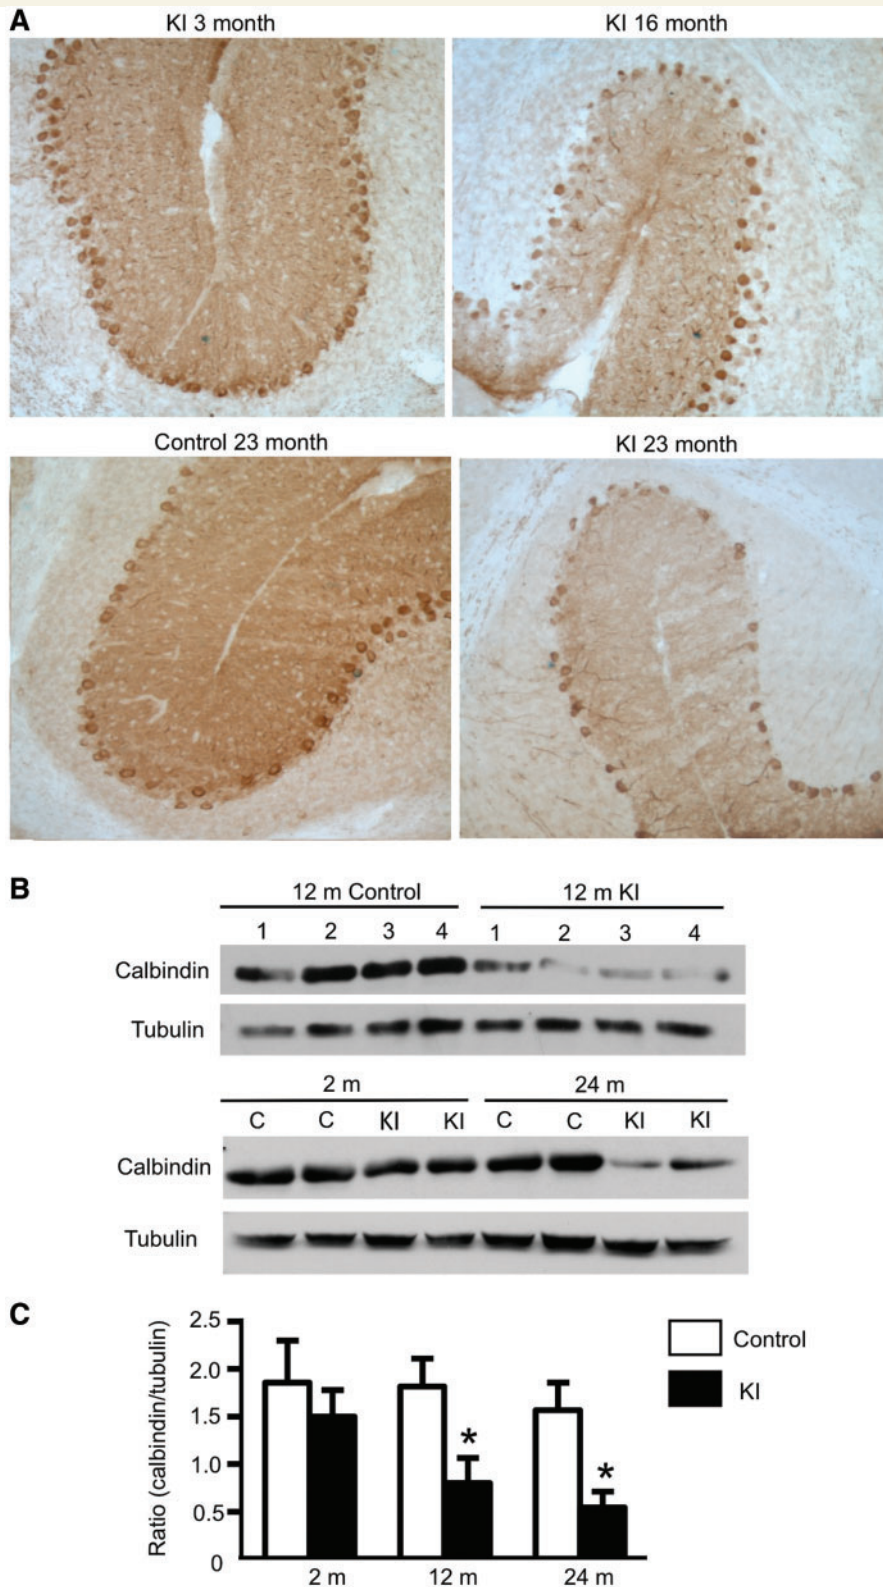 A
KI 3 month
KI 16 month
Control 23 month
KI 23 month
B
12 m Control
12 m KI
1 2 3 4 1 2 3 4
Calbindin
Tubulin
2 m
24 m
C C KI KI C C KI KI
Calbindin
Tubulin
C
Ratio (calbindin/tubulin)
2.5
2.0
1.5
1.0
0.5
0
* *
2 m 12 m 24 m
Control
KI